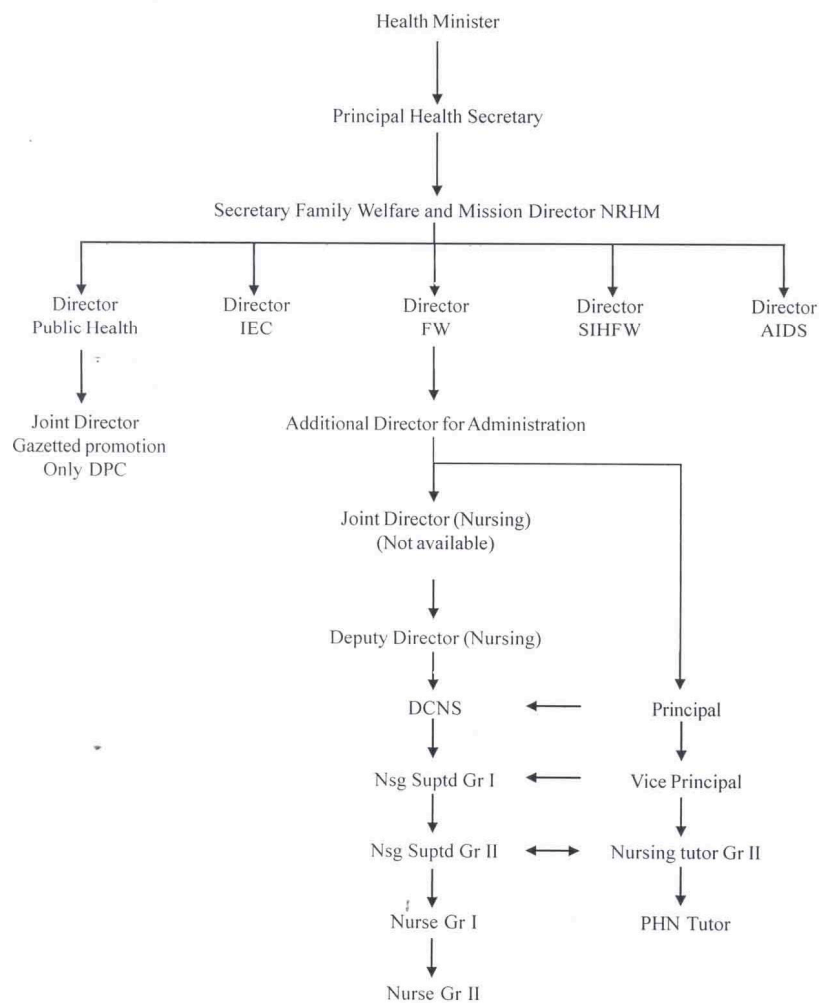 Health Minister
Principal Health Secretary
Secretary Family Welfare and Mission Director NRHM
Director
Public Health
Director
IEC
Director
FW
Director
SIHFW
Director
AIDS
Joint Director
Gazetted promotion
Only DPC
Additional Director for Administration
Joint Director (Nursing)
(Not available)
Deputy Director (Nursing)
DCNS
Principal
Nsg Suptd Gr I
Vice Principal
Nsg Suptd Gr II
Nursing tutor Gr II
Nurse Gr I
PHN Tutor
Nurse Gr II